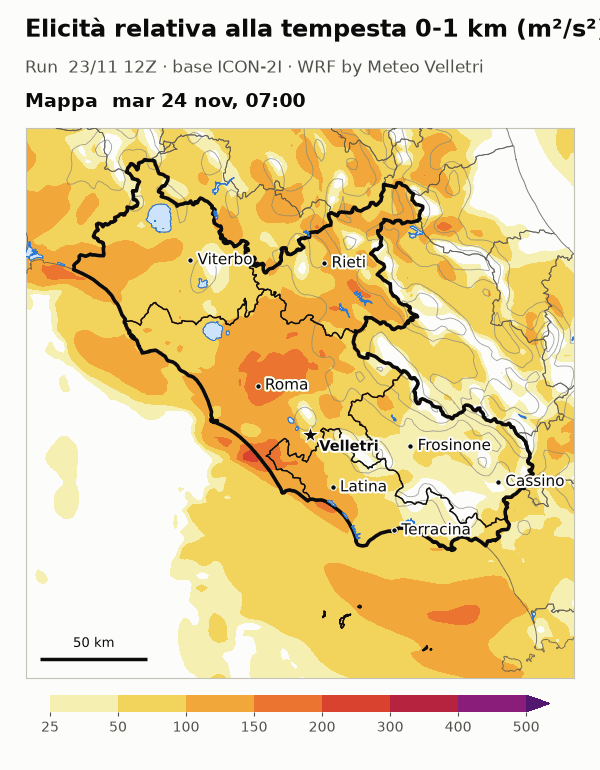 Elicità relativa alla tempesta 0-1 km (m²/s²)
Run 23/11 12Z · base ICON-2I · WRF by Meteo Velletri
Mappa mar 24 nov, 07:00
Viterbo
Rieti
Roma
Velletri
Frosinone
Latina
Cassino
Terracina
50 km
25 50 100 150 200 300 400 500